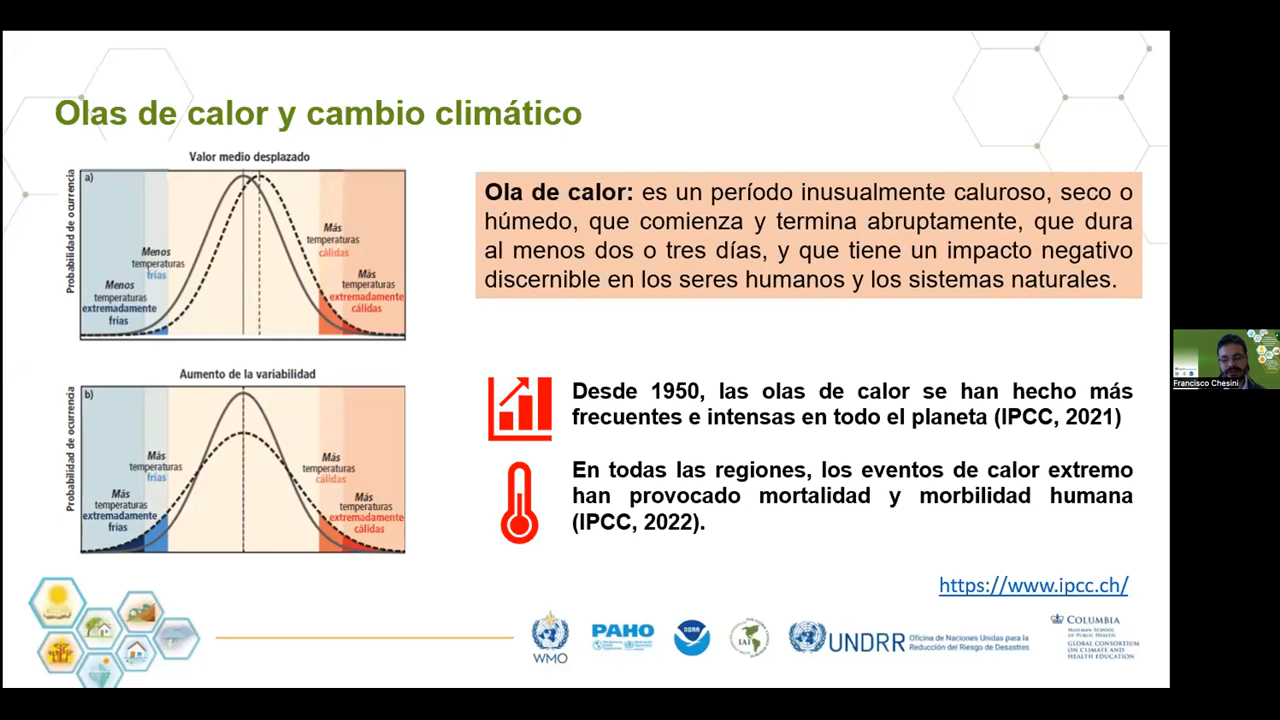 Olas de calor y cambio climático
Valor medio desplazado
a)
Probabilidad de ocurrencia
Menos
temperaturas
frías
Menos
temperaturas
extremadamente
frías
Más
temperaturas
cálidas
Más
temperaturas
extremadamente
cálidas
Aumento de la variabilidad
b)
Probabilidad de ocurrencia
Más
temperaturas
frías
Más
temperaturas
extremadamente
frías
Más
temperaturas
cálidas
Más
temperaturas
extremadamente
cálidas
Ola de calor: es un período inusualmente caluroso, seco o
húmedo, que comienza y termina abruptamente, que dura
al menos dos o tres días, y que tiene un impacto negativo
discernible en los seres humanos y los sistemas naturales.
Desde 1950, las olas de calor se han hecho más
frecuentes e intensas en todo el planeta (IPCC, 2021)
En todas las regiones, los eventos de calor extremo
han provocado mortalidad y morbilidad humana
(IPCC, 2022).
https://www.ipcc.ch/
WMO
PAHO
NOAA
IAI
UNDRR
Oficina de Naciones Unidas para la
Reducción del Riesgo de Desastres
COLUMBIA
MAILMAN SCHOOL
OF PUBLIC HEALTH
GLOBAL CONSORTIUM
ON CLIMATE AND
HEALTH EDUCATION
Francisco Chesini